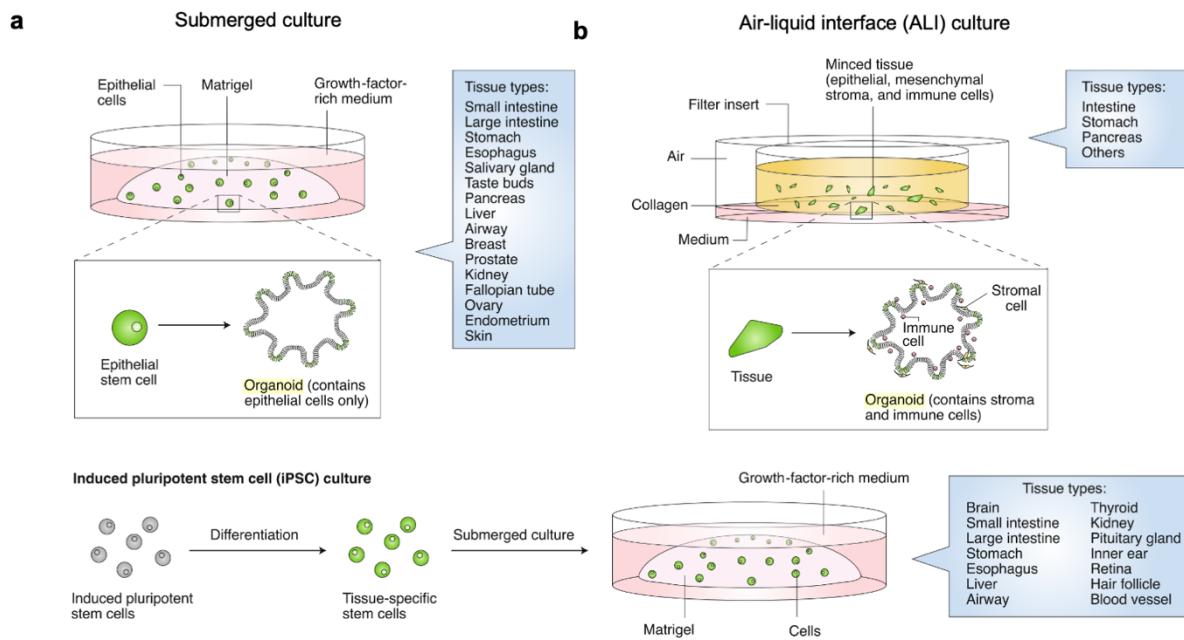 a
Submerged culture
Epithelial
cells
Matrigel
Growth-factor-
rich medium
Tissue types:
Small intestine
Large intestine
Stomach
Esophagus
Salivary gland
Taste buds
Pancreas
Liver
Airway
Breast
Prostate
Kidney
Fallopian tube
Ovary
Endometrium
Skin
Epithelial
stem cell
Organoid (contains
epithelial cells only)
b
Air-liquid interface (ALI) culture
Minced tissue
(epithelial, mesenchymal
stroma, and immune cells)
Filter insert
Air
Collagen
Medium
Tissue types:
Intestine
Stomach
Pancreas
Others
Stromal
cell
Immune
cell
Tissue
Organoid (contains stroma
and immune cells)
Induced pluripotent stem cell (iPSC) culture
Differentiation
Submerged culture
Induced pluripotent
stem cells
Tissue-specific
stem cells
Growth-factor-rich medium
Matrigel
Cells
Tissue types:
Brain
Small intestine
Large intestine
Stomach
Esophagus
Liver
Airway
Thyroid
Kidney
Pituitary gland
Inner ear
Retina
Hair follicle
Blood vessel